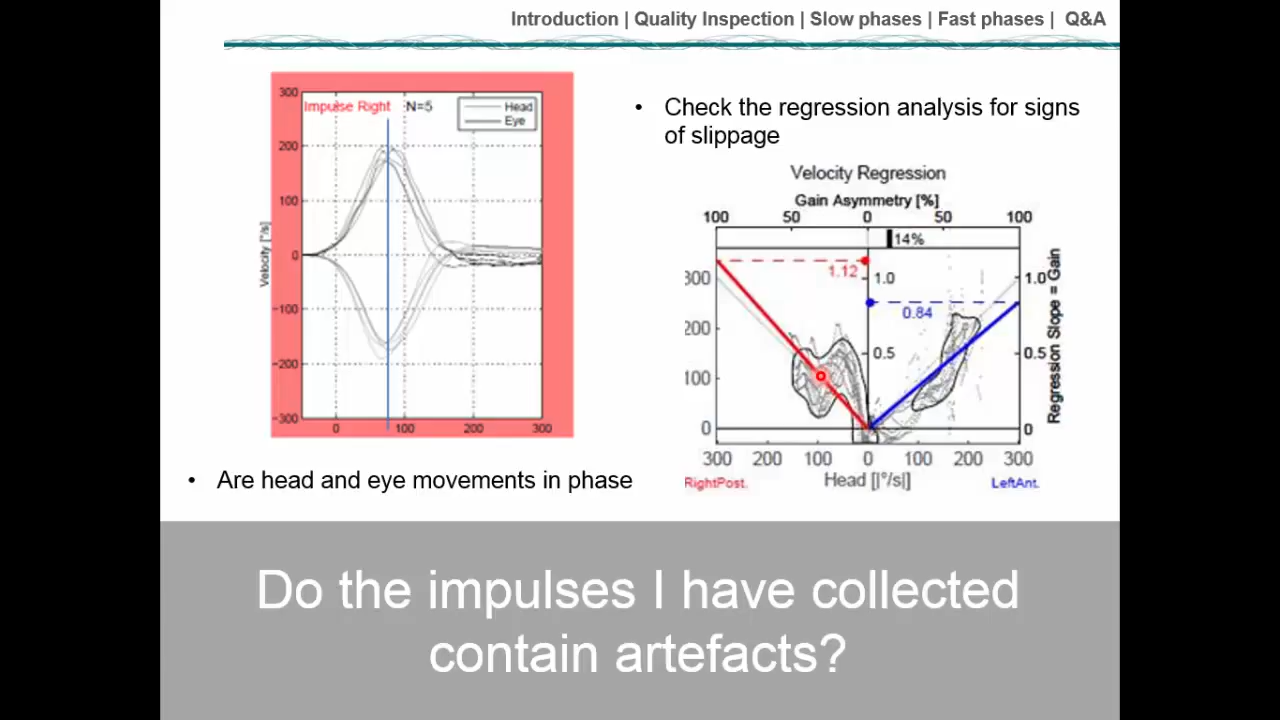 Introduction | Quality Inspection | Slow phases | Fast phases | Q&A
Impulse Right N=5
Head
Eye
300
200
100
0
-100
-200
-300
0 100 200 300
Velocity [°/s]
• Are head and eye movements in phase
• Check the regression analysis for signs
of slippage
Velocity Regression
Gain Asymmetry [%]
100 50 0 50 100
14%
1.12
0.84
300
200
100
0
1.0
0.5
1.0
0.5
0
Regression Slope = Gain
300 200 100 0 100 200 300
RightPost. Head [|°/s|] LeftAnt.
Do the impulses I have collected
contain artefacts?